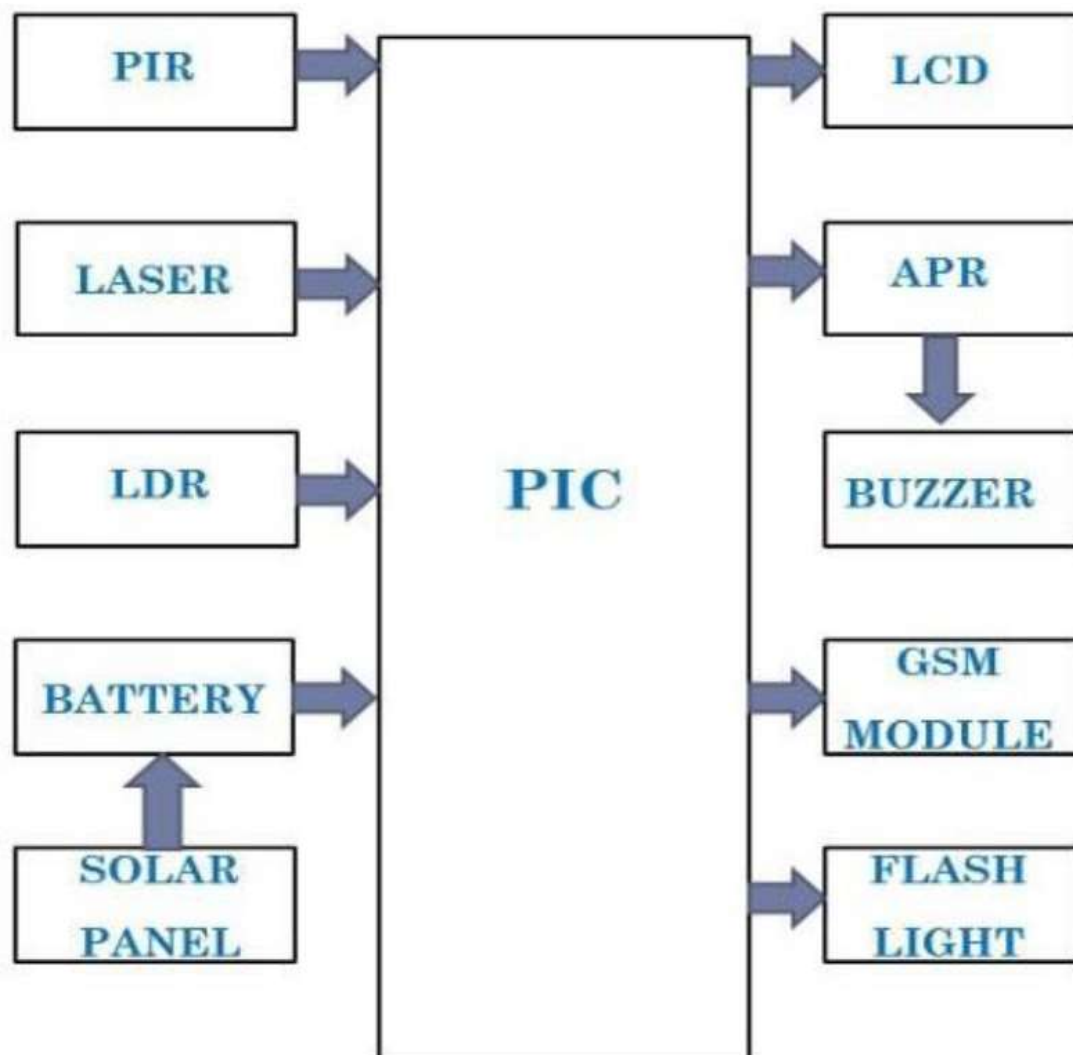 PIR
LCD
LASER
APR
LDR
PIC
BUZZER
BATTERY
GSM
MODULE
SOLAR
PANEL
FLASH
LIGHT